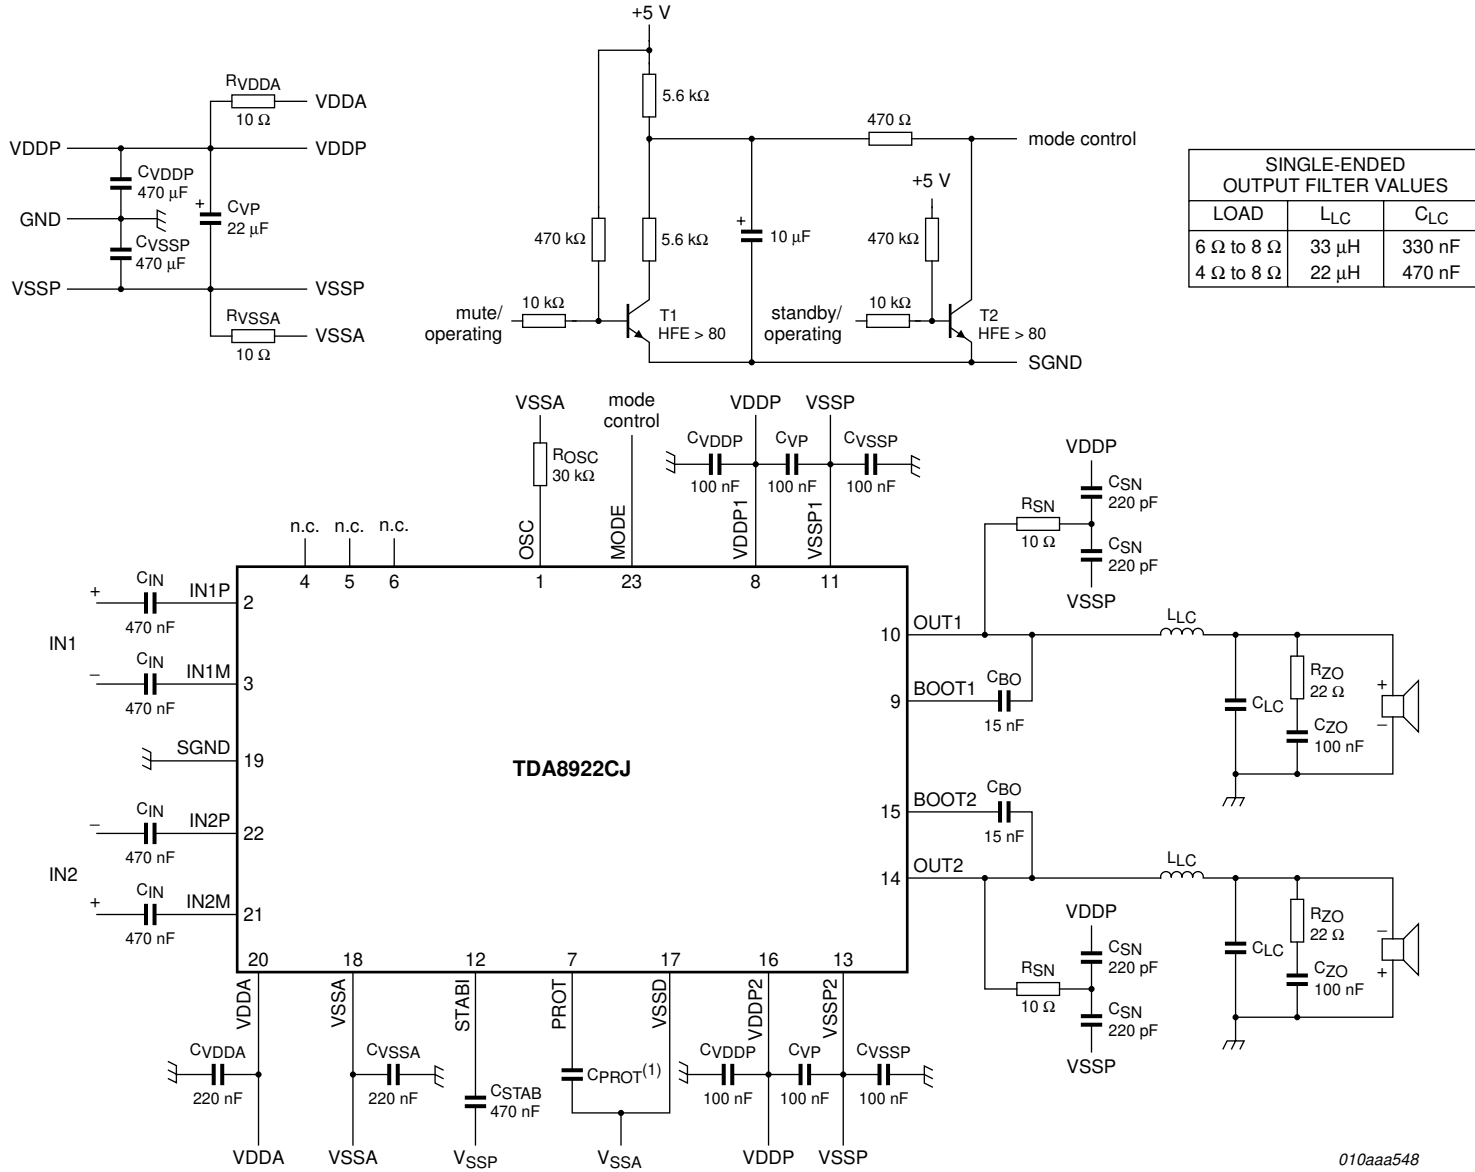 +5 V
RVDDA
VDDA
10 Ω
5.6 kΩ
470 Ω
VDDP
VDDP
mode control
CVDDP
470 μF
+5 V
SINGLE-ENDED
OUTPUT FILTER VALUES
LOAD LLC CLC
6 Ω to 8 Ω 33 μH 330 nF
4 Ω to 8 Ω 22 μH 470 nF
GND
+
CVP
22 μF
470 kΩ
5.6 kΩ
+
10 μF
470 kΩ
CVSSP
470 μF
VSSP
VSSP
RVSSA
VSSA
10 Ω
mute/
operating
10 kΩ
T1
HFE > 80
standby/
operating
10 kΩ
T2
HFE > 80
SGND
VSSA
mode
control
VDDP
VSSP
ROSC
30 kΩ
CVDDP
CVP
CVSSP
100 nF
100 nF
100 nF
VDDP
CSN
220 pF
RSN
10 Ω
CSN
220 pF
VSSP
n.c.
n.c.
n.c.
OSC
MODE
VDDP1
VSSP1
4
5
6
1
23
8
11
IN1
+
CIN
470 nF
IN1P
2
−
CIN
470 nF
IN1M
3
SGND
19
IN2
−
CIN
470 nF
IN2P
22
+
CIN
470 nF
IN2M
21
TDA8922CJ
10
OUT1
LLC
9
BOOT1
CBO
15 nF
CLC
RZO
22 Ω
CZO
100 nF
+
−
15
BOOT2
CBO
15 nF
14
OUT2
LLC
VDDP
CSN
220 pF
RSN
10 Ω
CSN
220 pF
VSSP
CLC
RZO
22 Ω
CZO
100 nF
−
+
20
18
12
7
17
16
13
VDDA
VSSA
STABI
PROT
VSSD
VDDP2
VSSP2
CVDDA
220 nF
CVSSA
220 nF
CSTAB
470 nF
CPROT(1)
CVDDP
100 nF
CVP
100 nF
CVSSP
100 nF
VDDA
VSSA
VSSP
VSSA
VDDP
VSSP
010aaa548